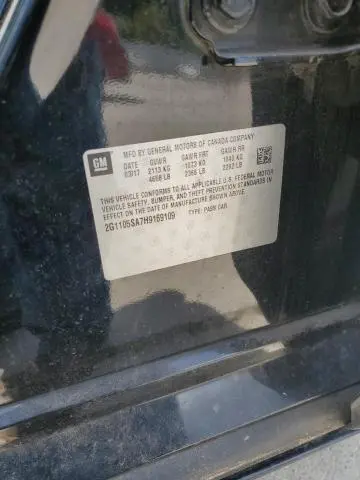 MFD BY GENERAL MOTORS OF CANADA COMPANY
GM DATE GVWR GAWR FRT GAWR RR
03/17 2113 KG 1073 KG 1040 KG
4658 LB 2366 LB 2292 LB
THIS VEHICLE CONFORMS TO ALL APPLICABLE U.S. FEDERAL MOTOR
VEHICLE SAFETY, BUMPER, AND THEFT PREVENTION STANDARDS IN
EFFECT ON THE DATE OF MANUFACTURE SHOWN ABOVE.
2G1105SA7H9169109 TYPE: PASS CAR